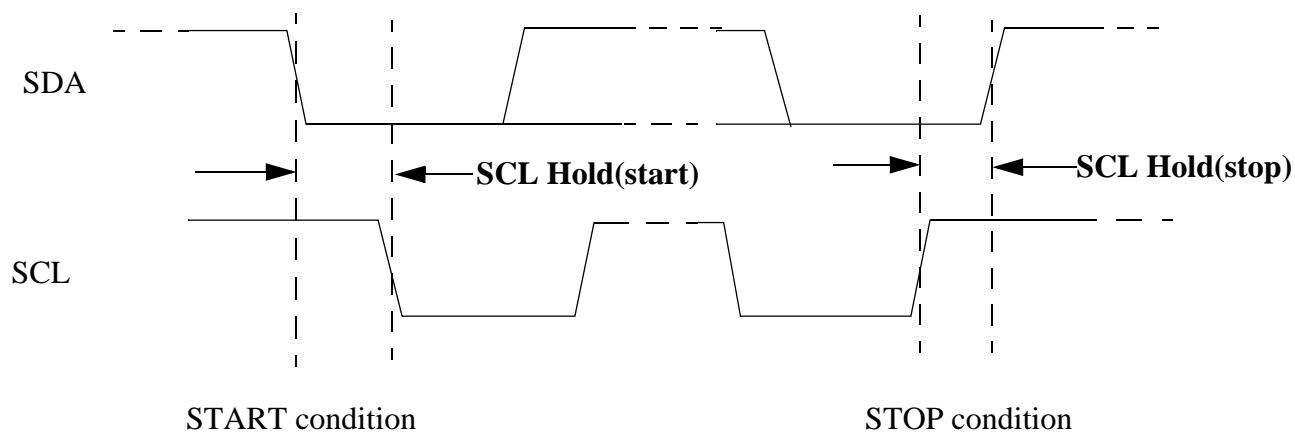 SDA
SCL Hold(start)
SCL Hold(stop)
SCL
START condition
STOP condition